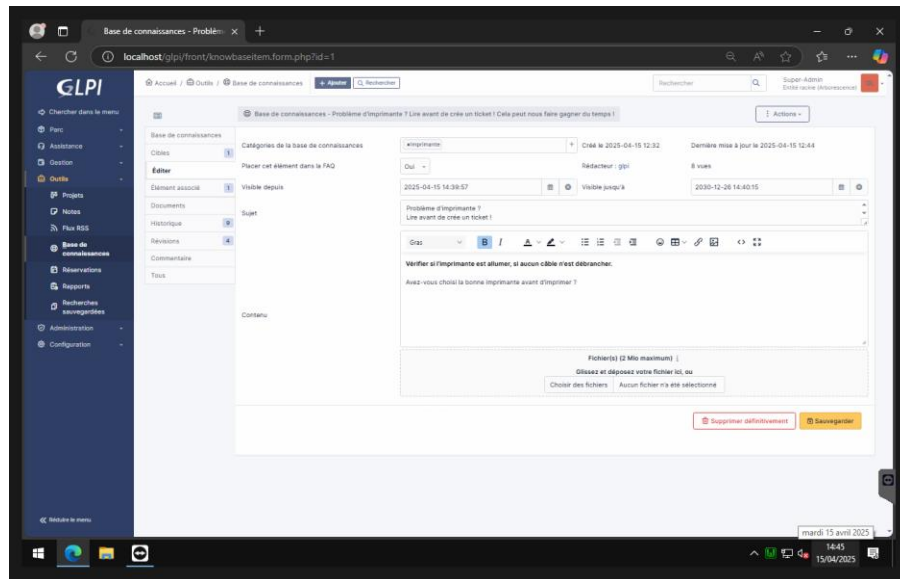 Base de connaissances - Problèm
localhost/glpi/front/knowbaseitem.form.php?id=1
GLPI
Accueil / Outils / Base de connaissances
+ Ajouter
Rechercher
Rechercher
Super-Admin
Entité racine (Arborescence)
Chercher dans le menu
Parc
Assistance
Gestion
Outils
Projets
Notes
Flux RSS
Base de
connaissances
Réservations
Rapports
Recherches
sauvegardées
Administration
Configuration
Réduire le menu
Base de connaissances
Cibles 1
Éditer
Élément associé 1
Documents
Historique 9
Révisions 4
Commentaire
Tous
Base de connaissances - Problème d'imprimante ? Lire avant de crée un ticket ! Cela peut nous faire gagner du temps !
Actions
Catégories de la base de connaissances
»Imprimante
Créé le 2025-04-15 12:32
Dernière mise à jour le 2025-04-15 12:44
Placer cet élément dans la FAQ
Oui
Rédacteur : glpi
8 vues
Visible depuis
2025-04-15 14:39:57
Visible jusqu'à
2030-12-26 14:40:15
Sujet
Problème d'imprimante ?
Lire avant de crée un ticket !
Gras
B I A
Vérifier si l'imprimante est allumer, si aucun câble n'est débrancher.
Avez-vous choisi la bonne imprimante avant d'imprimer ?
Contenu
Fichier(s) (2 Mio maximum)
Glissez et déposez votre fichier ici, ou
Choisir des fichiers Aucun fichier n'a été sélectionné
Supprimer définitivement
Sauvegarder
mardi 15 avril 2025
14:45
15/04/2025